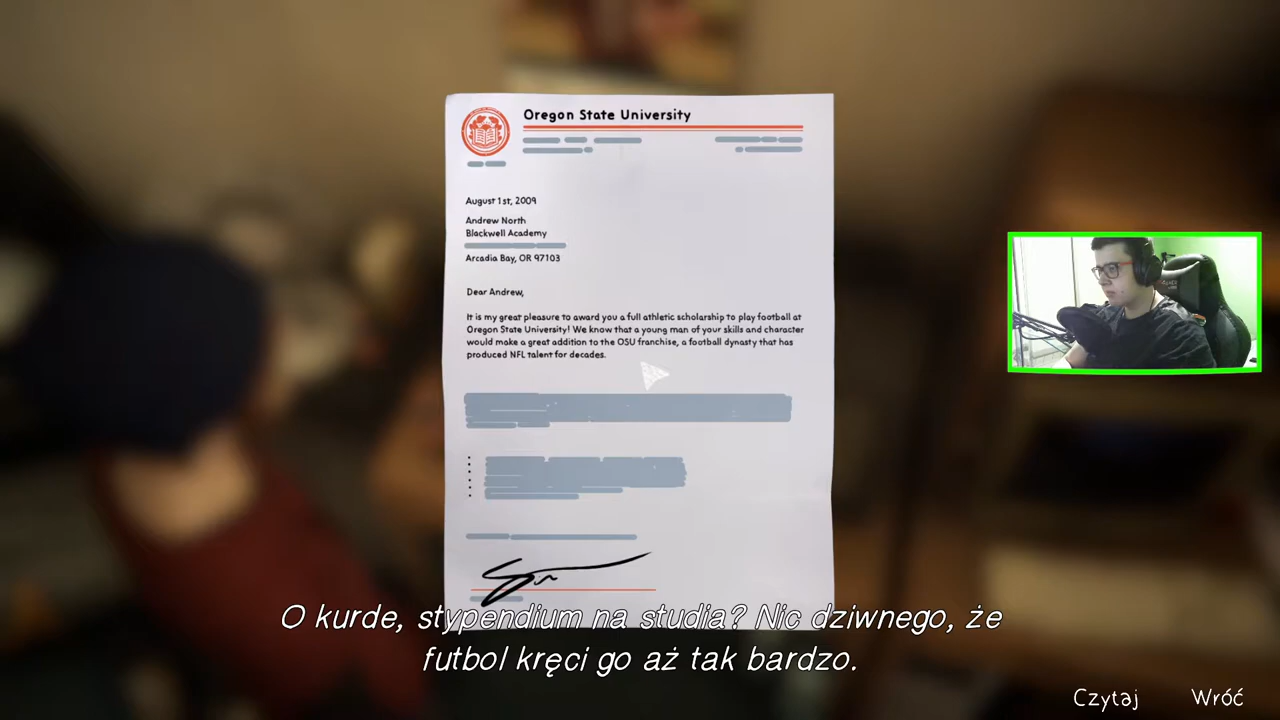 Oregon State University
August 1st, 2009
Andrew North
Blackwell Academy
Arcadia Bay, OR 97103
Dear Andrew,
It is my great pleasure to award you a full athletic scholarship to play football at
Oregon State University! We know that a young man of your skills and character
would make a great addition to the OSU franchise, a football dynasty that has
produced NFL talent for decades.
O kurde, stypendium na studia? Nic dziwnego, że
futbol kręci go aż tak bardzo.
Czytaj
Wróć